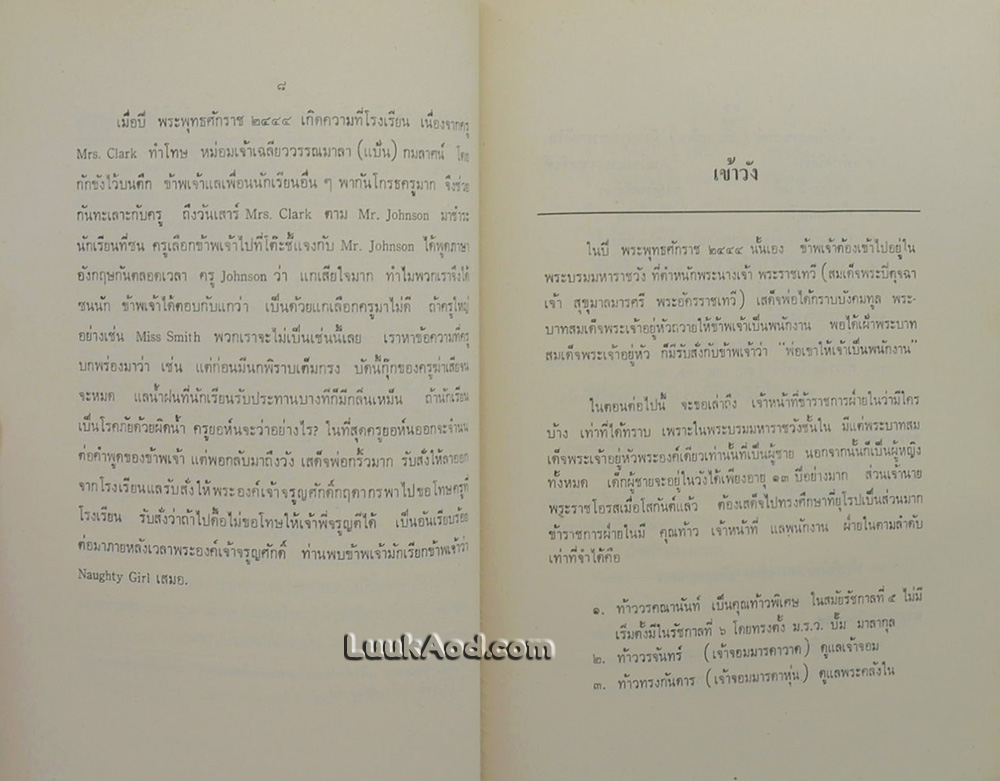 ๘
เมื่อปี พระพุทธศักราช ๒๔๔๔ เกิดความที่โรงเรียน เนื่องจากครู
Mrs. Clark ทำโทษ หม่อมเจ้าเฉลียววรรณมาลา (แป้น) กมลาศน์ โดย
กักขังไว้บนตึก ข้าพเจ้าแลเพื่อนนักเรียนอื่น ๆ พากันโกรธครูมาก จึงช่วย
กันทะเลาะกับครู ถึงวันเสาร์ Mrs. Clark ตาม Mr. Johnson มาชำระ
นักเรียนที่ซน ครูเลือกข้าพเจ้าไปที่โต๊ะชี้แจงกับ Mr. Johnson ได้พูดภาษา
อังกฤษกันตลอดเวลา ครู Johnson ว่า แกเสียใจมาก ทำไมพวกเราจึงได้
ซนนัก ข้าพเจ้าได้ตอบกับแกว่า เป็นด้วยแกเลือกครูมาไม่ดี ถ้าครูใหญ่
อย่างเช่น Miss Smith พวกเราจะไม่เป็นเช่นนี้เลย เราหาข้อความที่ครู
บกพร่องมาว่า เช่น แต่ก่อนมีนกพิราบเต็มกรง บัดนี้กุ๊กของครูฆ่าเสียจน
จะหมด แลน้ำฝนที่นักเรียนรับประทานบางทีก็มีกลิ่นเหม็น ถ้านักเรียน
เป็นโรคภัยด้วยผิดน้ำ ครูยอห์นจะว่าอย่างไร? ในที่สุดครูยอห์นออกจะจำนน
ต่อคำพูดของข้าพเจ้า แต่พอกลับมาถึงวัง เสด็จพ่อกริ้วมาก รับสั่งให้ลาออก
จากโรงเรียนแลรับสั่งให้พระองค์เจ้าจรูญศักดิ์กฤดากรพาไปขอโทษครูที่
โรงเรียน รับสั่งว่าถ้าไปดื้อไม่ขอโทษให้เจ้าพี่จรูญตีได้ เป็นอันเรียบร้อย
ต่อมาภายหลังเวลาพระองค์เจ้าจรูญศักดิ์ ท่านพบข้าพเจ้ามักเรียกข้าพเจ้าว่า
Naughty Girl เสมอ.
เข้าวัง
ในปี พระพุทธศักราช ๒๔๔๔ นั้นเอง ข้าพเจ้าต้องเข้าไปอยู่ใน
พระบรมมหาราชวัง ที่ตำหนักพระนางเจ้า พระราชเทวี (สมเด็จพระปิตุจฉา
เจ้า สุขุมาลมารศรี พระอัครราชเทวี) เสด็จพ่อได้กราบบังคมทูล พระ-
บาทสมเด็จพระเจ้าอยู่หัวถวายให้ข้าพเจ้าเป็นพนักงาน พอได้เฝ้าพระบาท
สมเด็จพระเจ้าอยู่หัว ก็มีรับสั่งกับข้าพเจ้าว่า "พ่อเขาให้เจ้าเป็นพนักงาน"
ในตอนต่อไปนี้ จะขอเล่าถึง เจ้าหน้าที่ข้าราชการฝ่ายในว่ามีใคร
บ้าง เท่าที่ได้ทราบ เพราะในพระบรมมหาราชวังชั้นใน มีแต่พระบาทสม
เด็จพระเจ้าอยู่หัวพระองค์เดียวเท่านั้นที่เป็นผู้ชาย นอกจากนั้นก็เป็นผู้หญิง
ทั้งหมด เด็กผู้ชายจะอยู่ในวังได้เพียงอายุ ๑๓ ปีอย่างมาก ส่วนเจ้านาย
พระราชโอรสเมื่อโสกันต์แล้ว ต้องเสด็จไปทรงศึกษาที่ยุโรปเป็นส่วนมาก
ข้าราชการฝ่ายในมี คุณท้าว เจ้าหน้าที่ แลพนักงาน ฝ่ายในตามลำดับ
เท่าที่จำได้คือ
๑. ท้าววรคณานันท์ เป็นคุณท้าวพิเศษ ในสมัยรัชกาลที่ ๕ ไม่มี
เริ่มตั้งมีในรัชกาลที่ ๖ โดยทรงตั้ง ม.ร.ว. ปั๊ม มาลากุล
๒. ท้าววรจันทร์ (เจ้าจอมมารดาวาด) ดูแลเจ้าจอม
๓. ท้าวทรงกันดาร (เจ้าจอมมารดาหุ่น) ดูแลพระคลังใน
LuukAod.com